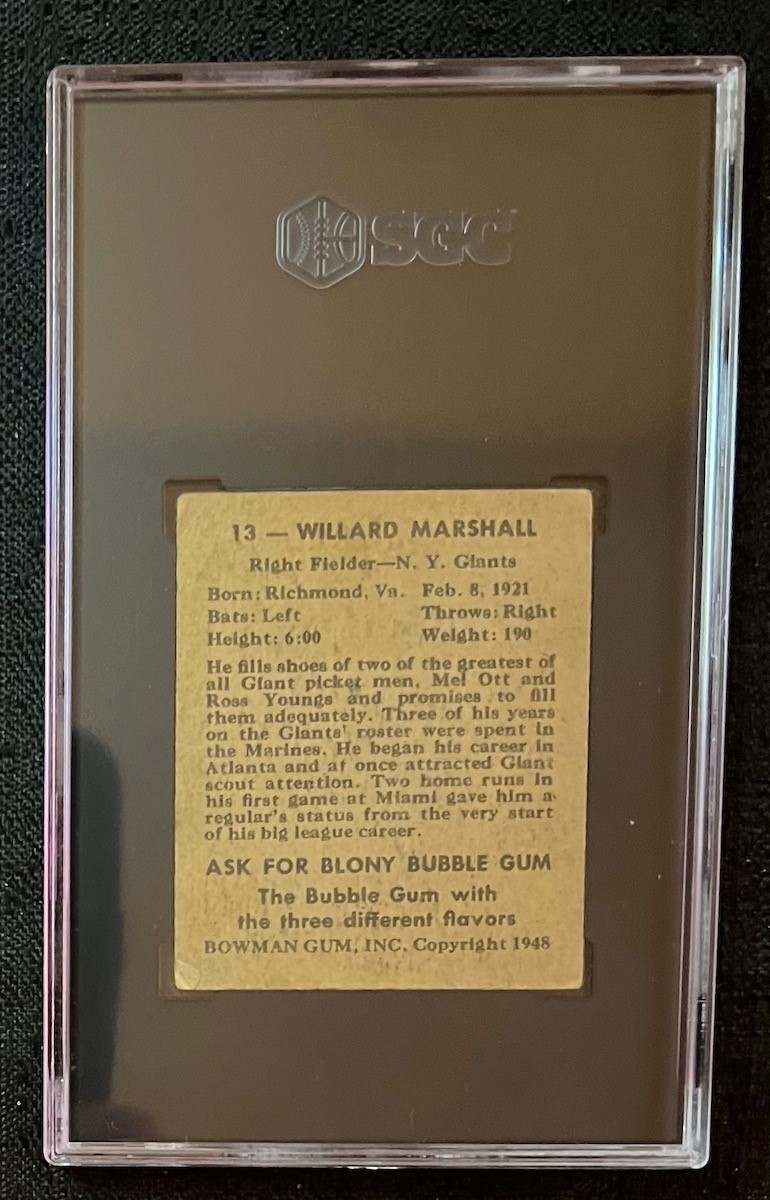 SGC
13 — WILLARD MARSHALL
Right Fielder—N. Y. Giants
Born: Richmond, Va. Feb. 8, 1921
Bats: Left Throws: Right
Height: 6:00 Weight: 190
He fills shoes of two of the greatest of
all Giant picket men, Mel Ott and
Ross Youngs and promises to fill
them adequately. Three of his years
on the Giants' roster were spent in
the Marines. He began his career in
Atlanta and at once attracted Giant
scout attention. Two home runs in
his first game at Miami gave him a
regular's status from the very start
of his big league career.
ASK FOR BLONY BUBBLE GUM
The Bubble Gum with
the three different flavors
BOWMAN GUM, INC. Copyright 1948